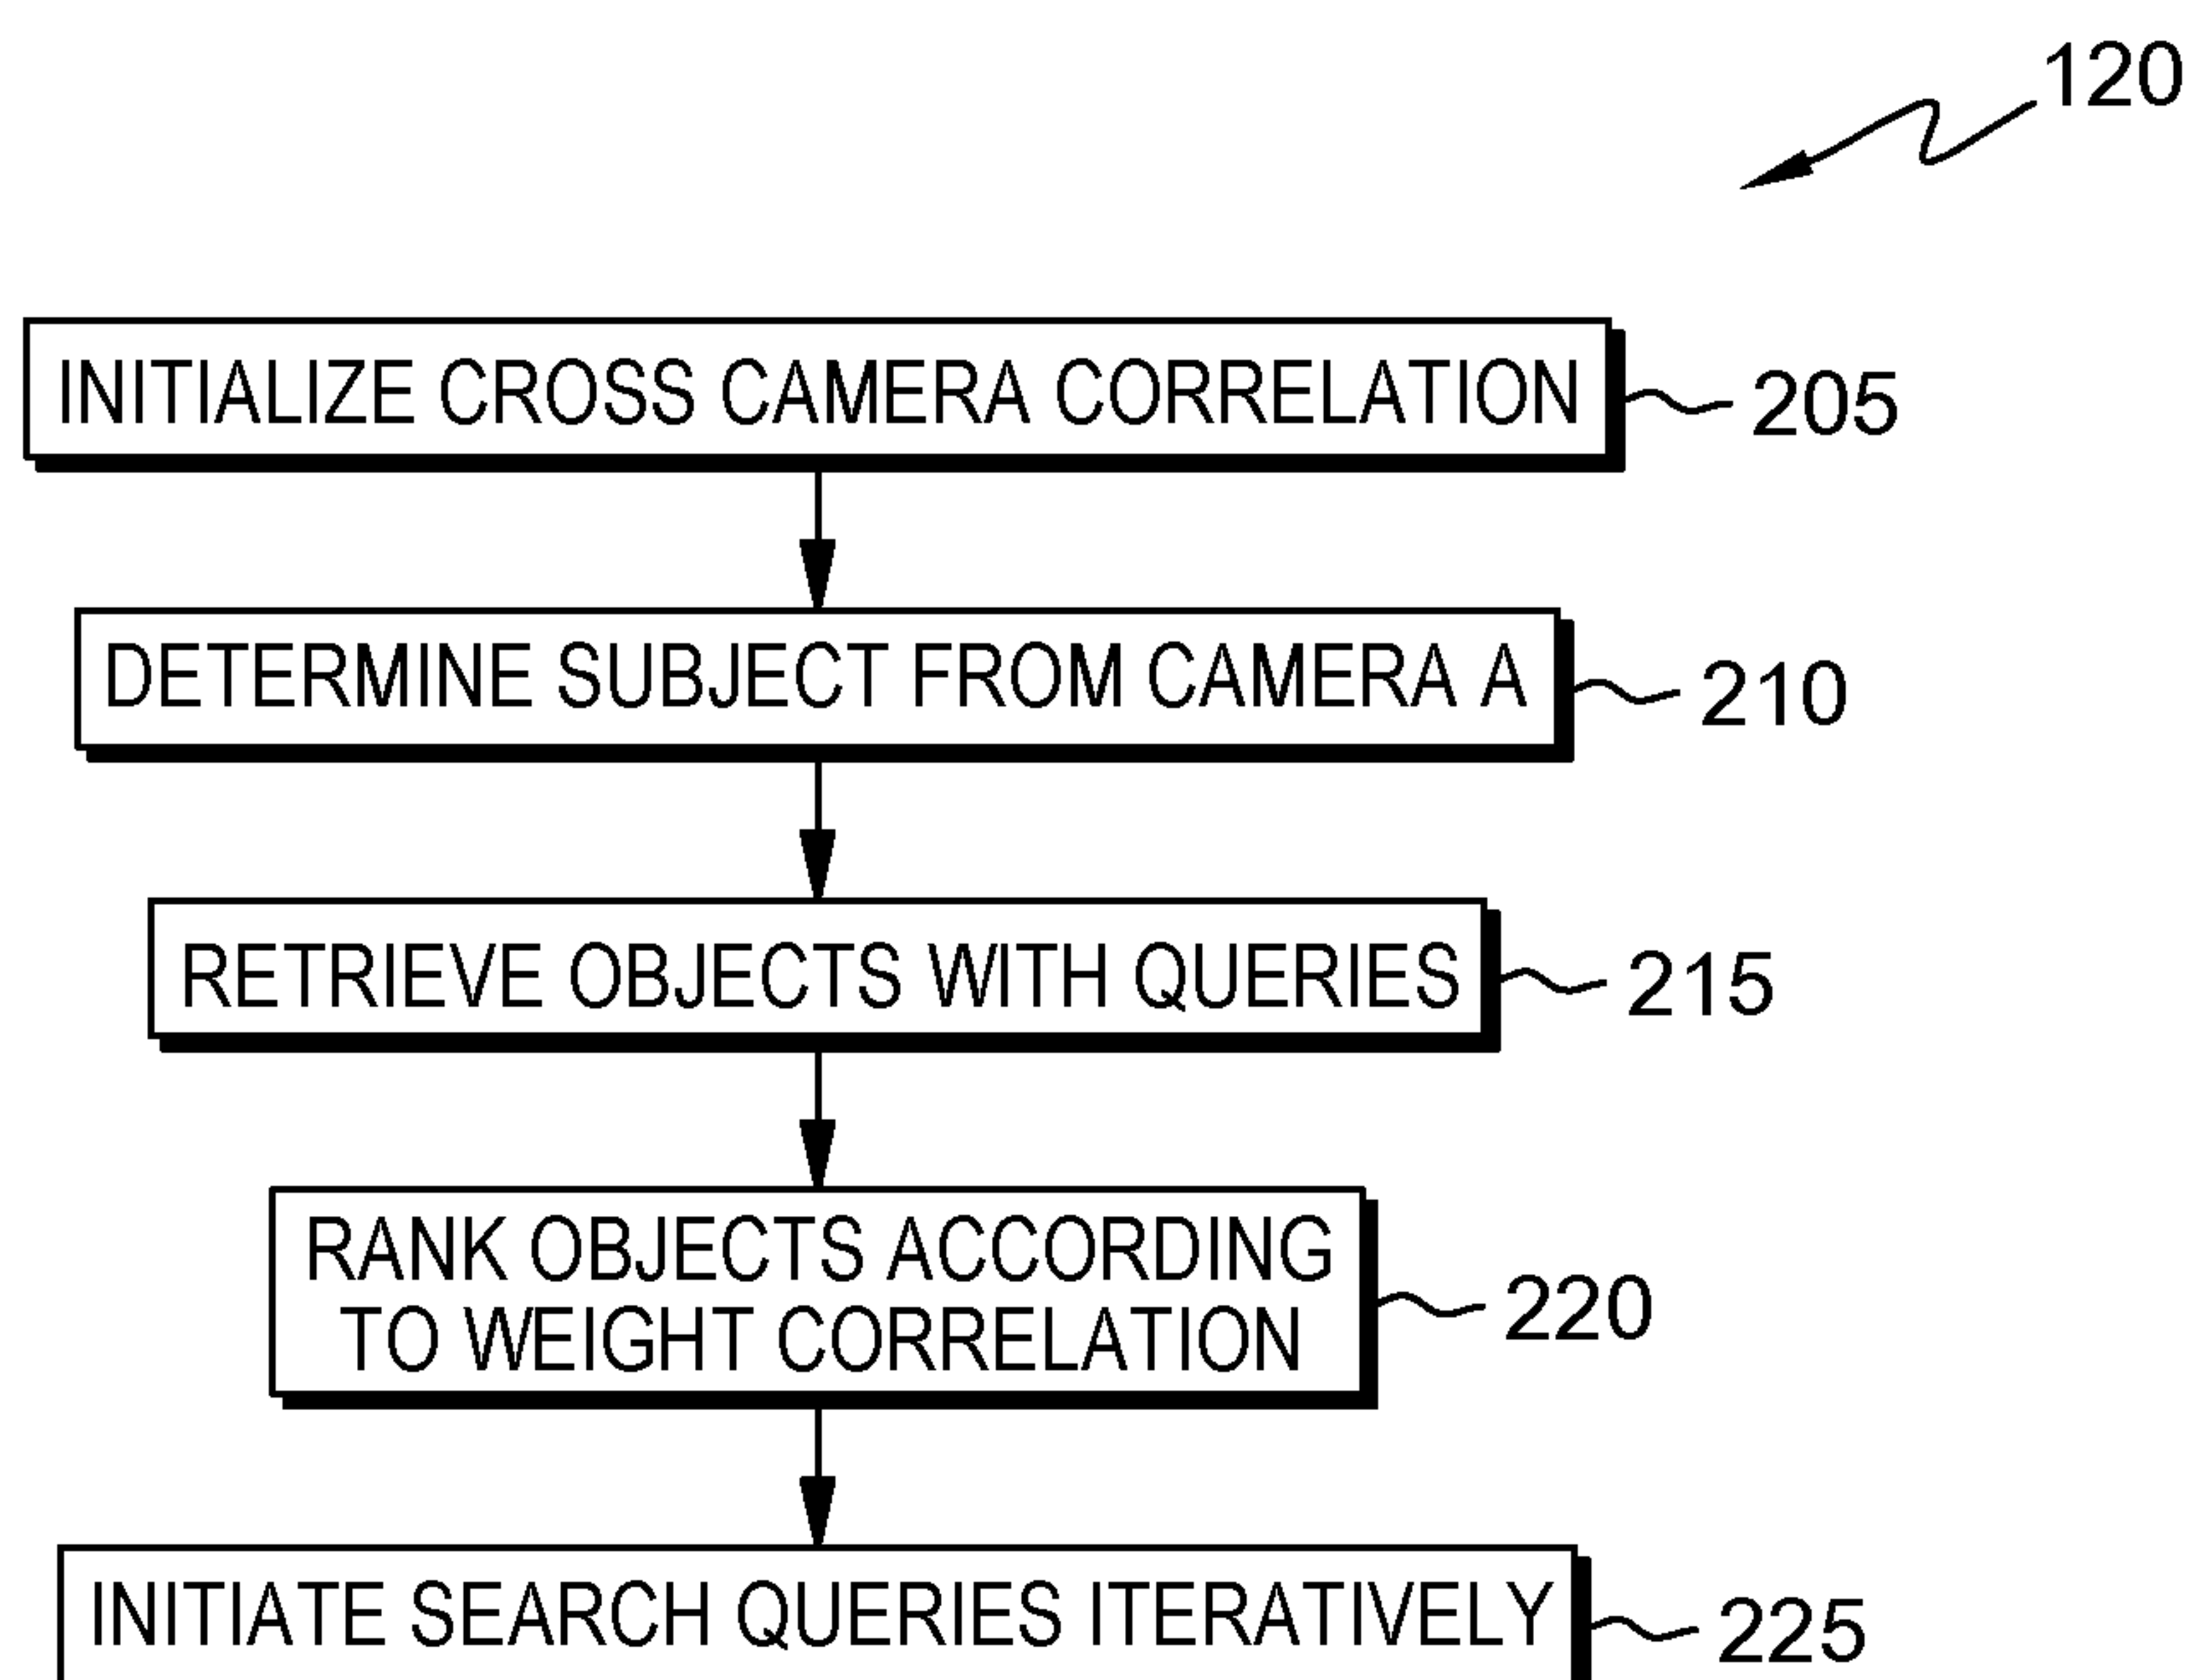 120
INITIALIZE CROSS CAMERA CORRELATION
205
DETERMINE SUBJECT FROM CAMERA A
210
RETRIEVE OBJECTS WITH QUERIES
215
RANK OBJECTS ACCORDING
TO WEIGHT CORRELATION
220
INITIATE SEARCH QUERIES ITERATIVELY
225